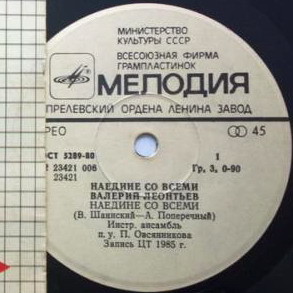 МИНИСТЕРСТВО
КУЛЬТУРЫ СССР
ВСЕСОЮЗНАЯ ФИРМА
ГРАМПЛАСТИНОК
МЕЛОДИЯ
ПРЕЛЕВСКИЙ ОРДЕНА ЛЕНИНА ЗАВОД
РЕО 45
ОСТ 5289-80 1
23421 006 Гр. 3, 0-90
23421
НАЕДИНЕ СО ВСЕМИ
ВАЛЕРИЙ ЛЕОНТЬЕВ
НАЕДИНЕ СО ВСЕМИ
(В. Шаинский—А. Поперечный)
Инстр. ансамбль
п. у. П. Овсянникова
Запись ЦТ 1985 г.